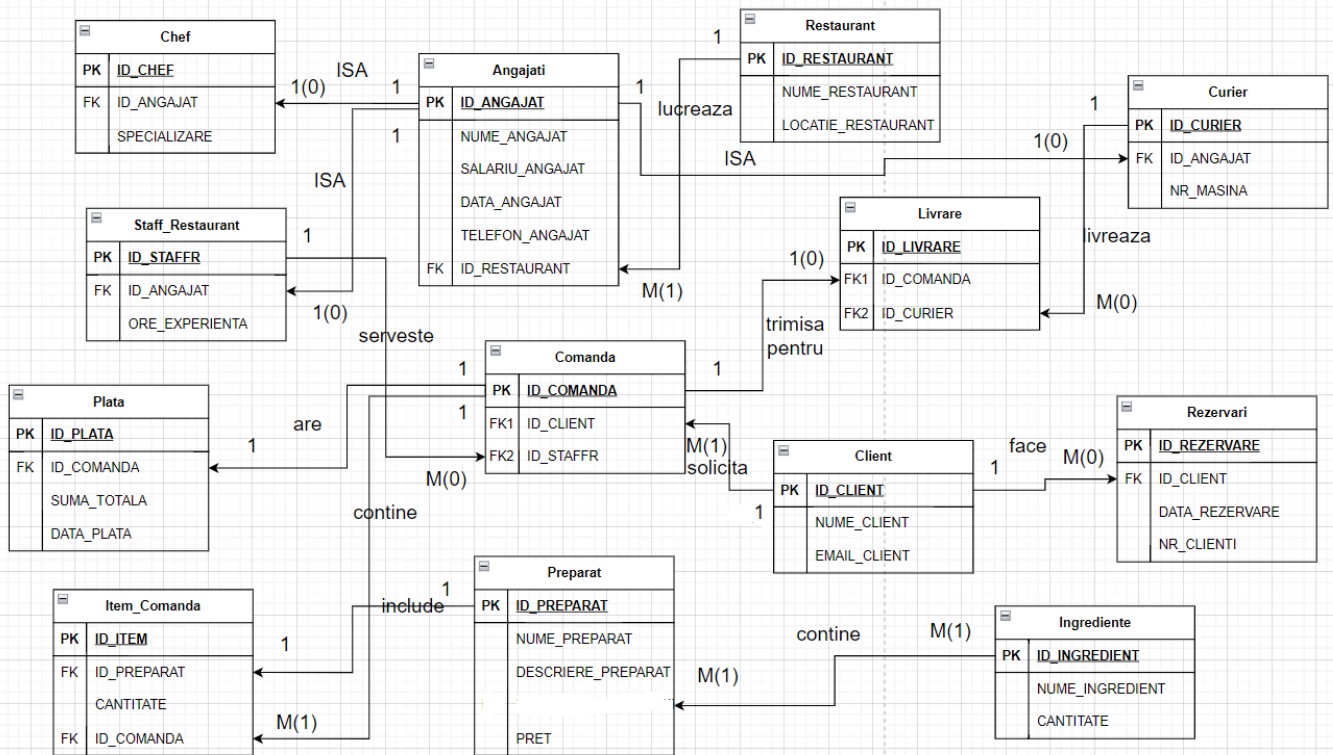 Chef
PK ID_CHEF
FK ID_ANGAJAT
SPECIALIZARE
ISA
1(0)
1
Angajati
PK ID_ANGAJAT
NUME_ANGAJAT
SALARIU_ANGAJAT
DATA_ANGAJAT
TELEFON_ANGAJAT
FK ID_RESTAURANT
1
1
ISA
Restaurant
PK ID_RESTAURANT
NUME_RESTAURANT
LOCATIE_RESTAURANT
1
lucreaza
M(1)
ISA
1(0)
Curier
PK ID_CURIER
FK ID_ANGAJAT
NR_MASINA
1
livreaza
M(0)
Staff_Restaurant
PK ID_STAFFR
FK ID_ANGAJAT
ORE_EXPERIENTA
1
1(0)
serveste
M(0)
Livrare
PK ID_LIVRARE
FK1 ID_COMANDA
FK2 ID_CURIER
1(0)
trimisa
pentru
1
Comanda
PK ID_COMANDA
FK1 ID_CLIENT
FK2 ID_STAFFR
1
1
Plata
PK ID_PLATA
FK ID_COMANDA
SUMA_TOTALA
DATA_PLATA
are
1
contine
M(1)
solicita
1
Client
PK ID_CLIENT
NUME_CLIENT
EMAIL_CLIENT
1
face
M(0)
Rezervari
PK ID_REZERVARE
FK ID_CLIENT
DATA_REZERVARE
NR_CLIENTI
Item_Comanda
PK ID_ITEM
FK ID_PREPARAT
CANTITATE
FK ID_COMANDA
1
M(1)
include
1
Preparat
PK ID_PREPARAT
NUME_PREPARAT
DESCRIERE_PREPARAT
PRET
M(1)
contine
M(1)
Ingrediente
PK ID_INGREDIENT
NUME_INGREDIENT
CANTITATE